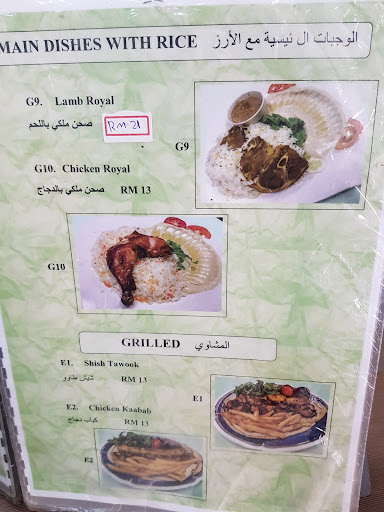 MAIN DISHES WITH RICE الوجبات ال ئيسية مع الأرز
G9. Lamb Royal
صحن ملكي باللحم RM 21
G9
G10. Chicken Royal
صحن ملكي بالدجاج RM 13
G10
GRILLED المشاوي
E1. Shish Tawook
شيش طاوو RM 13
E1
E2. Chicken Kaabab
كباب دجاج RM 13
E2